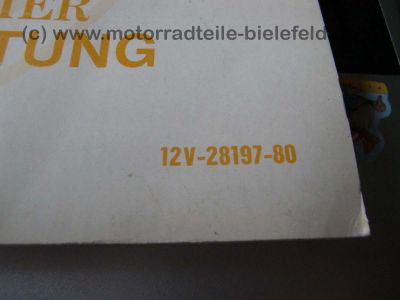 IER
(c) www.motorradteile-bielefeld
TUNG
12V-28197-80